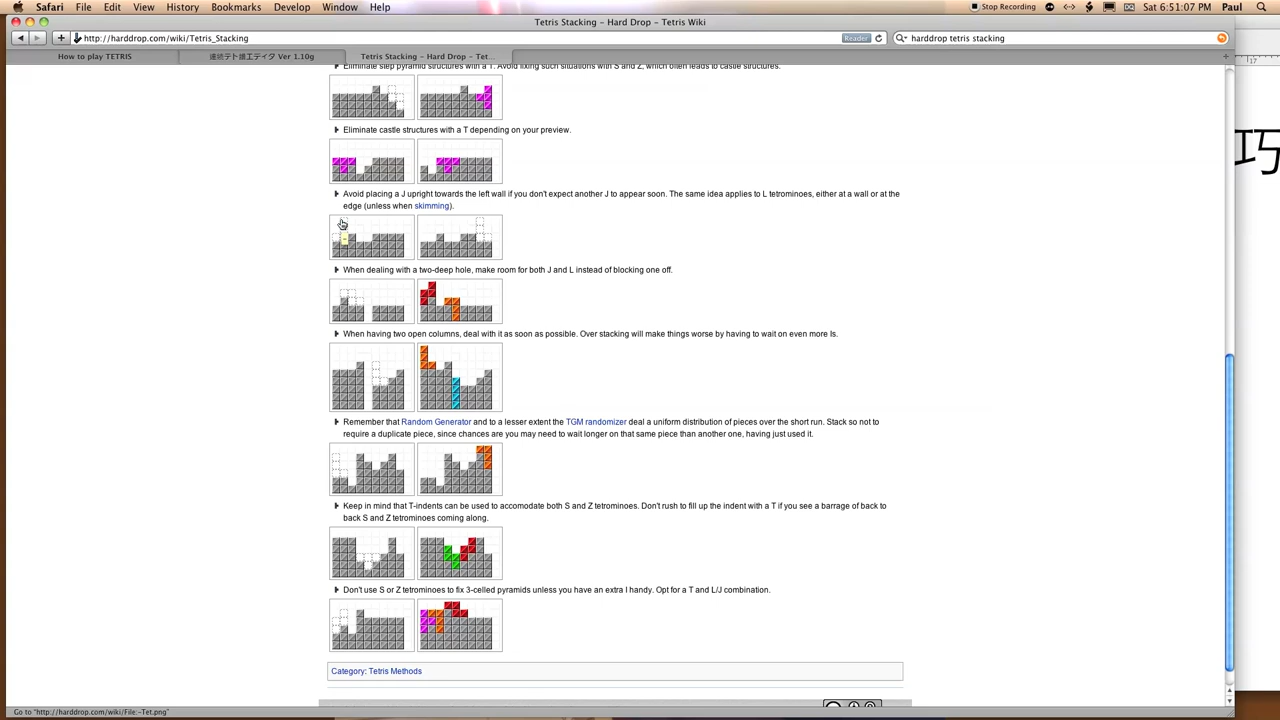 Safari File Edit View History Bookmarks Develop Window Help Stop Recording Sat 6:51:07 PM Paul
Tetris Stacking – Hard Drop – Tetris Wiki
http://harddrop.com/wiki/Tetris_Stacking Reader harddrop tetris stacking
How to play TETRIS 連続テト譜エディタ Ver 1.10g Tetris Stacking – Hard Drop – Tet...
17
Eliminate step pyramid structures with a T. Avoid fixing such situations with S and Z, which often leads to castle structures.
Eliminate castle structures with a T depending on your preview.
巧
Avoid placing a J upright towards the left wall if you don't expect another J to appear soon. The same idea applies to L tetrominoes, either at a wall or at the
edge (unless when skimming).
When dealing with a two-deep hole, make room for both J and L instead of blocking one off.
When having two open columns, deal with it as soon as possible. Over stacking will make things worse by having to wait on even more Is.
Remember that Random Generator and to a lesser extent the TGM randomizer deal a uniform distribution of pieces over the short run. Stack so not to
require a duplicate piece, since chances are you may need to wait longer on that same piece than another one, having just used it.
Keep in mind that T-indents can be used to accomodate both S and Z tetrominoes. Don't rush to fill up the indent with a T if you see a barrage of back to
back S and Z tetrominoes coming along.
Don't use S or Z tetrominoes to fix 3-celled pyramids unless you have an extra I handy. Opt for a T and L/J combination.
Category: Tetris Methods
Go to "http://harddrop.com/wiki/File:-Tet.png"